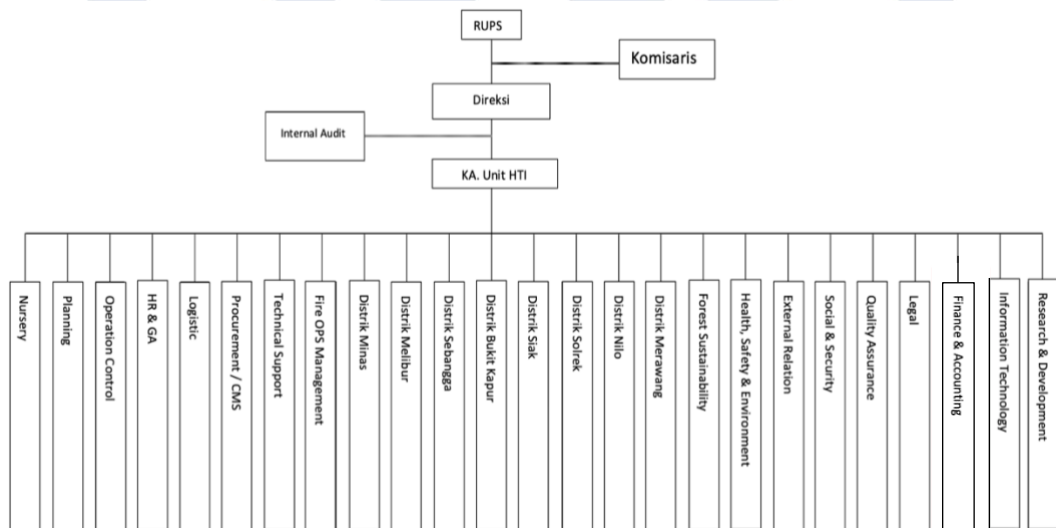 RUPS
Komisaris
Direksi
Internal Audit
KA. Unit HTI
Nursery
Planning
Operation Control
HR & GA
Logistic
Procurement / CMS
Technical Support
Fire OPS Management
Distrik Minas
Distrik Melibur
Distrik Sebangga
Distrik Bukit Kapur
Distrik Siak
Distrik Solrek
Distrik Nilo
Distrik Merawang
Forest Sustainability
Health, Safety & Environment
External Relation
Social & Security
Quality Assurance
Legal
Finance & Accounting
Information Technology
Research & Development